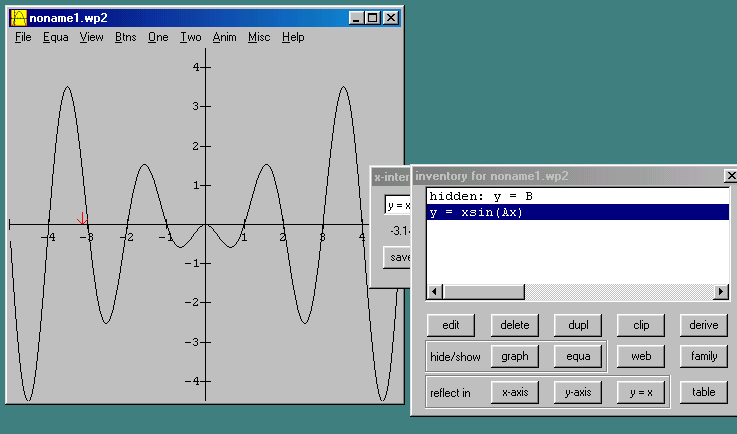 noname1.wp2
File Equa View Btns One Two Anim Misc Help
4
3
2
1
-4 -3 -2 -1 1 2 3 4
-1
-2
-3
-4
x-inter
y = x
-3.14
save
inventory for noname1.wp2
hidden: y = B
y = xsin(Ax)
edit delete dupl clip derive
hide/show graph equa web family
reflect in x-axis y-axis y = x table